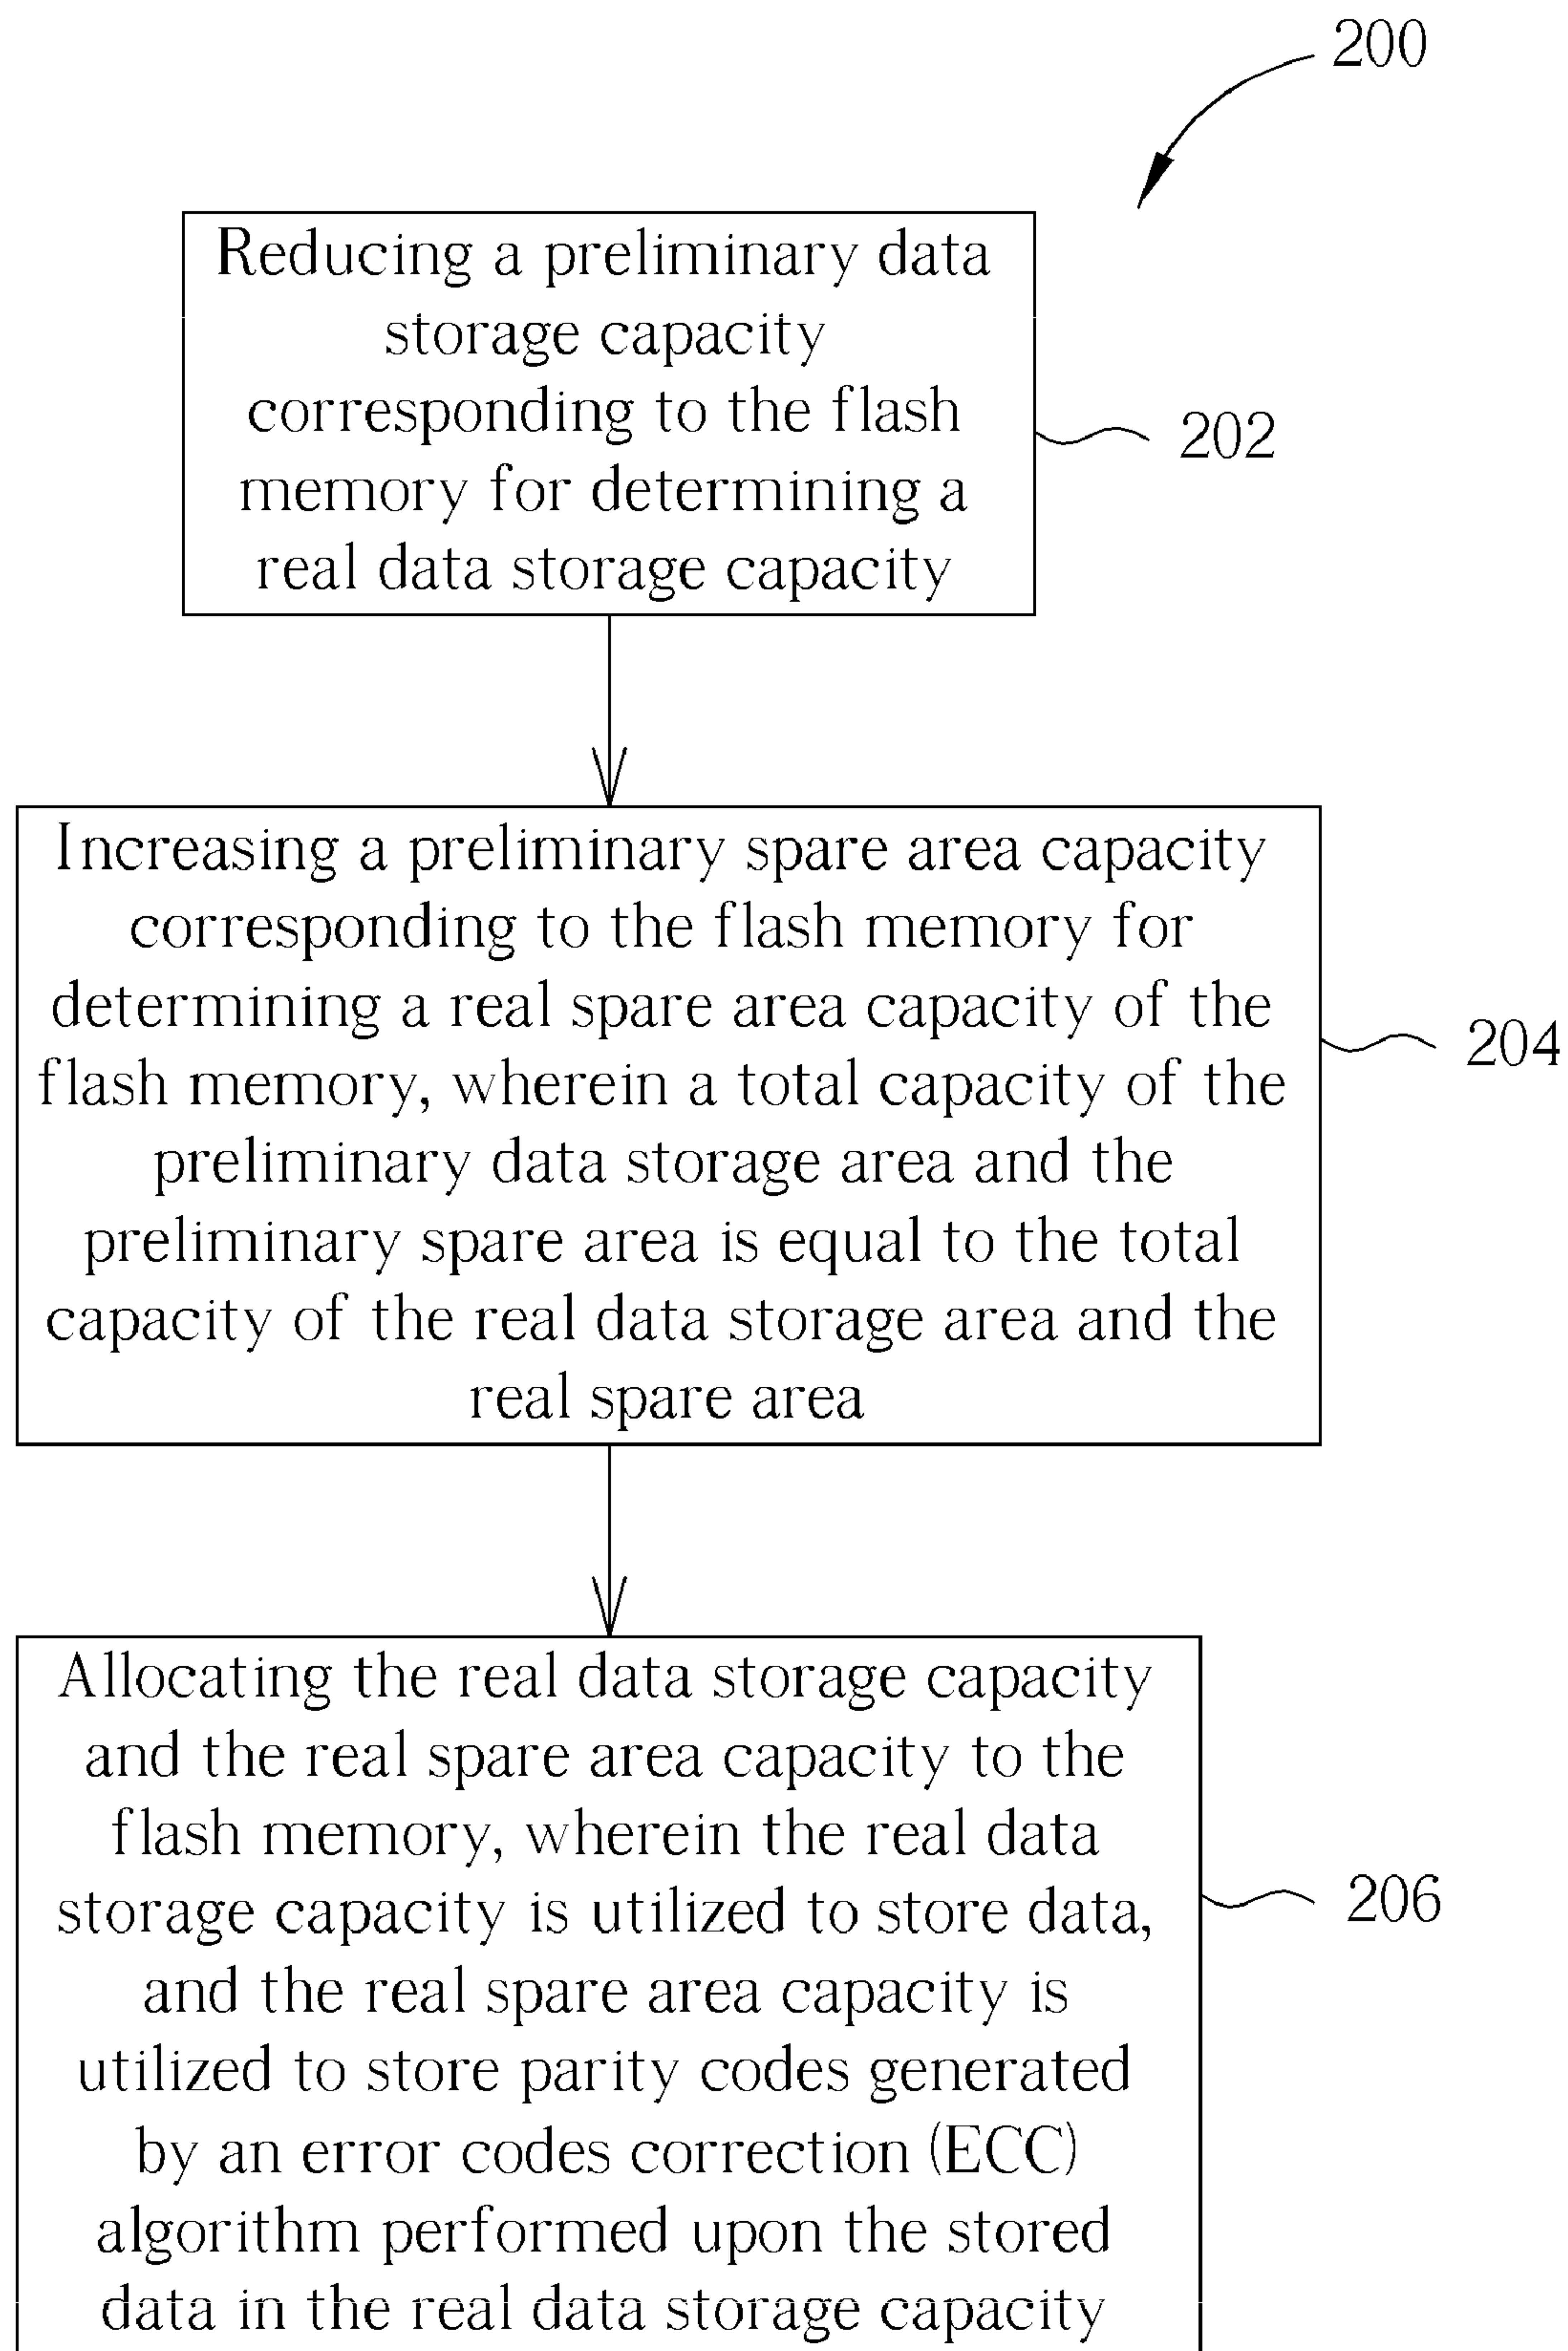 200
Reducing a preliminary data
storage capacity
corresponding to the flash
memory for determining a
real data storage capacity
202
Increasing a preliminary spare area capacity
corresponding to the flash memory for
determining a real spare area capacity of the
flash memory, wherein a total capacity of the
preliminary data storage area and the
preliminary spare area is equal to the total
capacity of the real data storage area and the
real spare area
204
Allocating the real data storage capacity
and the real spare area capacity to the
flash memory, wherein the real data
storage capacity is utilized to store data,
and the real spare area capacity is
utilized to store parity codes generated
by an error codes correction (ECC)
algorithm performed upon the stored
data in the real data storage capacity
206